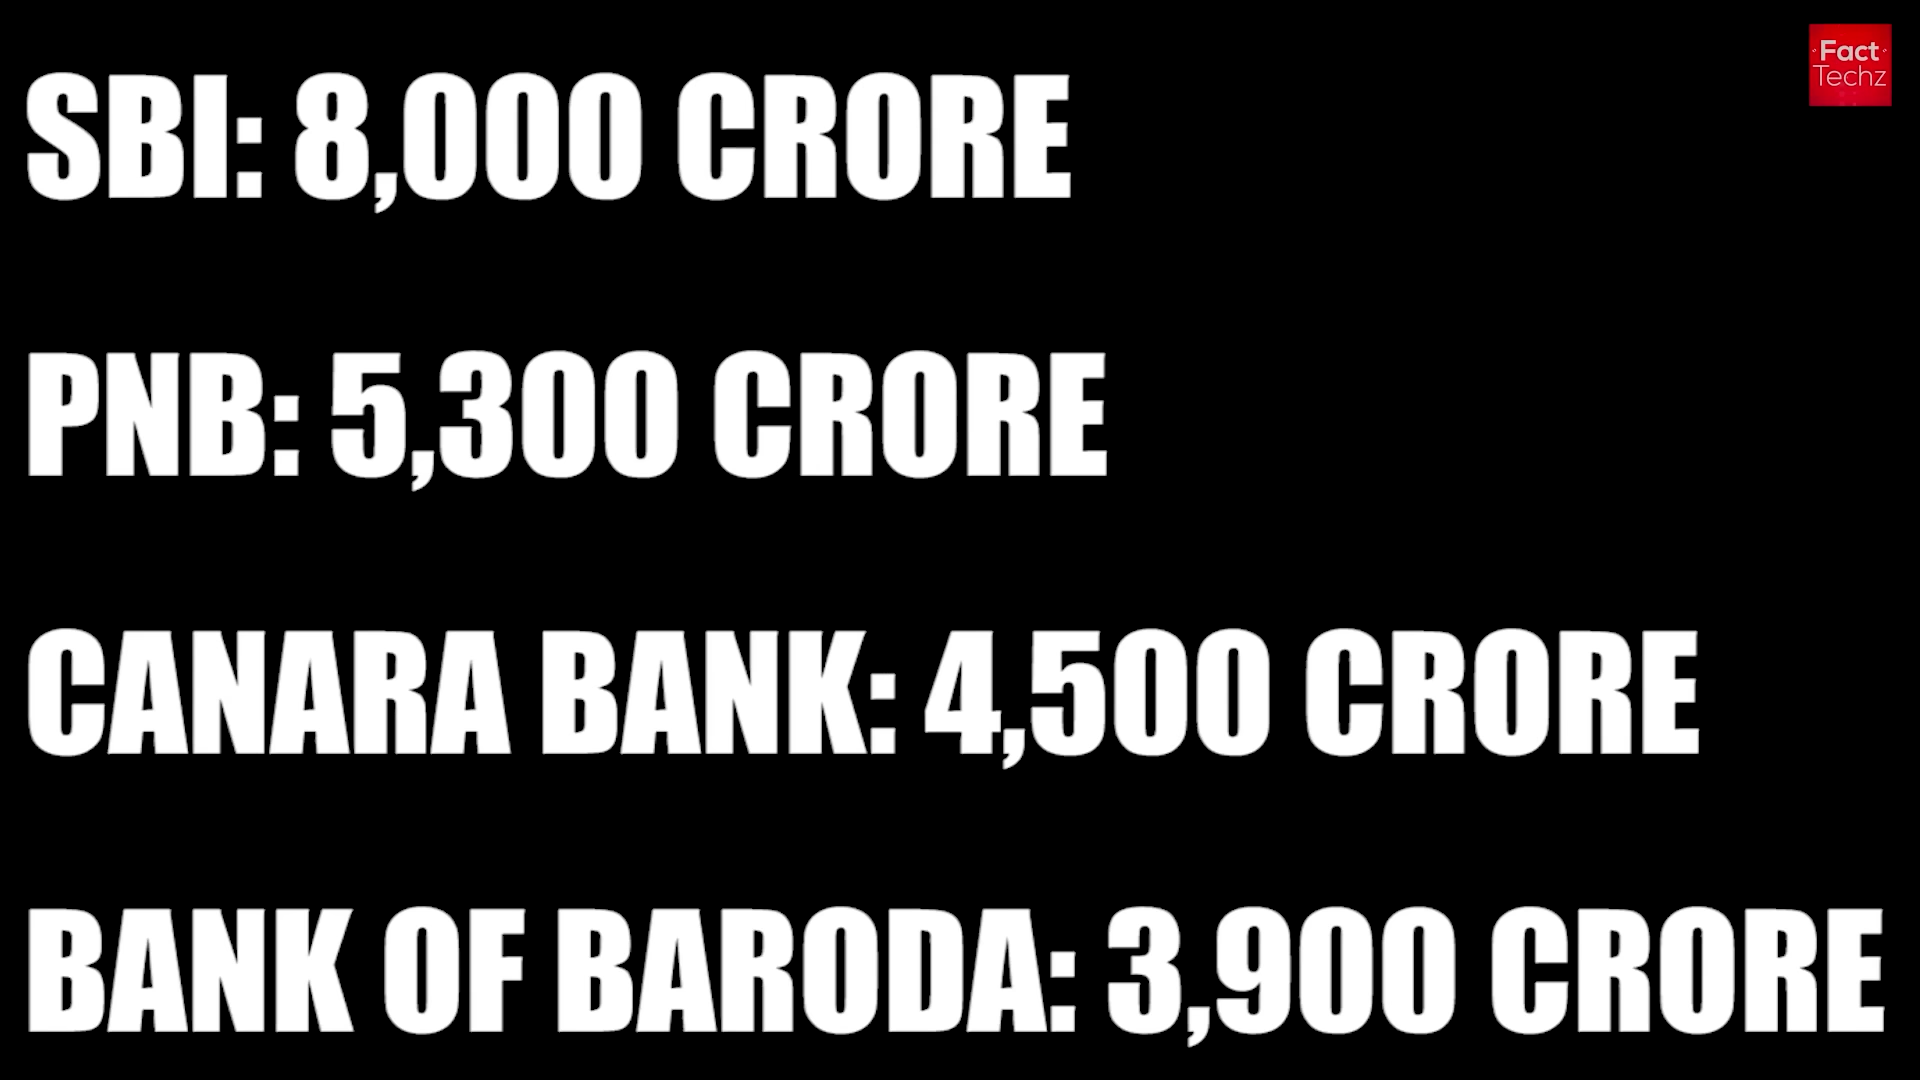 Fact
Techz
SBI: 8,000 CRORE
PNB: 5,300 CRORE
CANARA BANK: 4,500 CRORE
BANK OF BARODA: 3,900 CRORE